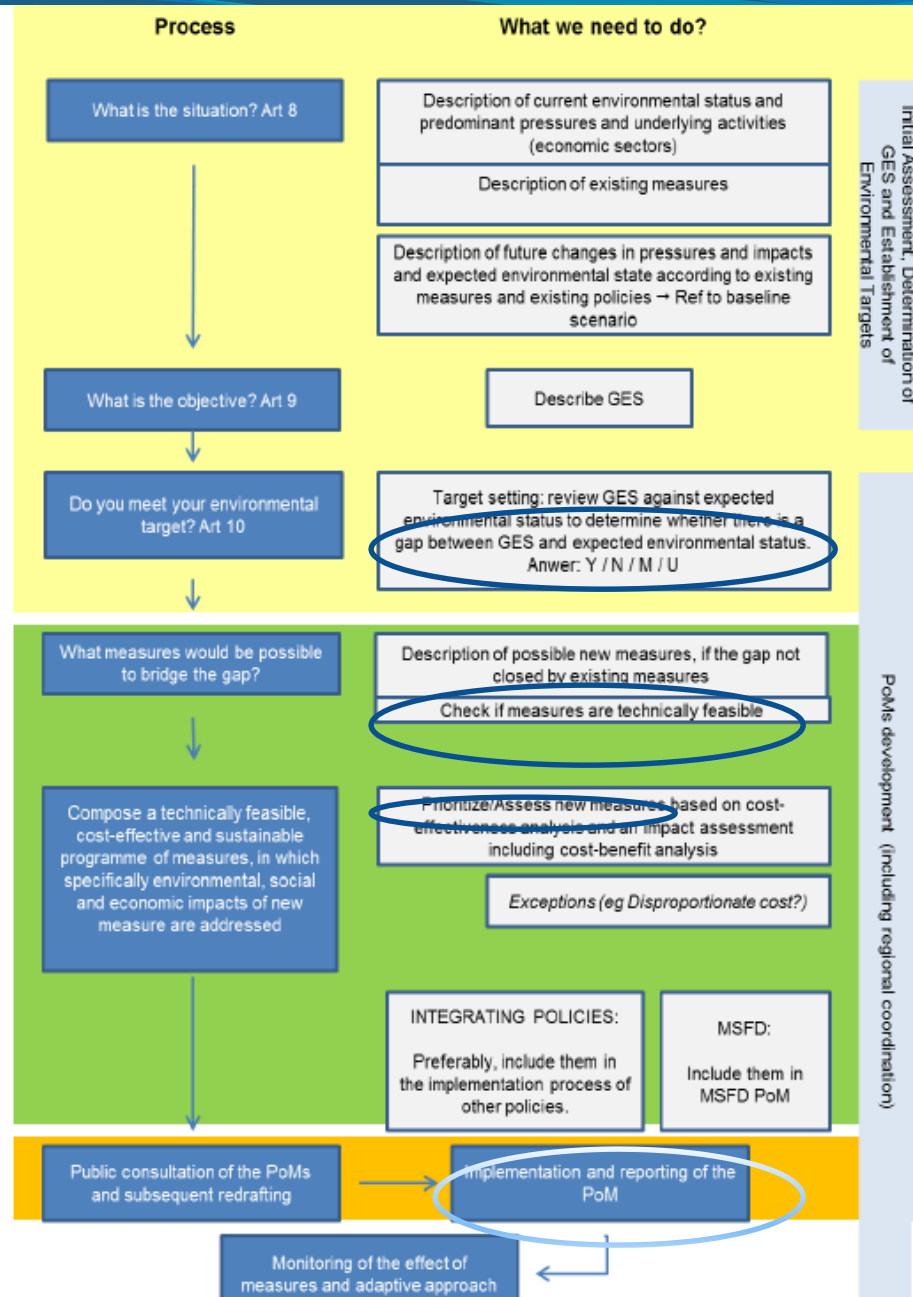 Process
What we need to do?
What is the situation? Art 8
Description of current environmental status and
predominant pressures and underlying activities
(economic sectors)
Description of existing measures
Description of future changes in pressures and impacts
and expected environmental state according to existing
measures and existing policies → Ref to baseline
scenario
Initial Assessment, Determination of
GES and Establishment of
Environmental Targets
What is the objective? Art 9
Describe GES
Do you meet your environmental
target? Art 10
Target setting: review GES against expected
environmental status to determine whether there is a
gap between GES and expected environmental status.
Anwer: Y / N / M / U
What measures would be possible
to bridge the gap?
Description of possible new measures, if the gap not
closed by existing measures
Check if measures are technically feasible
Compose a technically feasible,
cost-effective and sustainable
programme of measures, in which
specifically environmental, social
and economic impacts of new
measure are addressed
Prioritize/Assess new measures based on cost-
effectiveness analysis and an impact assessment
including cost-benefit analysis
Exceptions (eg Disproportionate cost?)
INTEGRATING POLICIES:
Preferably, include them in
the implementation process of
other policies.
MSFD:
Include them in
MSFD PoM
PoMs development (including regional coordination)
Public consultation of the PoMs
and subsequent redrafting
Implementation and reporting of the
PoM
Monitoring of the effect of
measures and adaptive approach